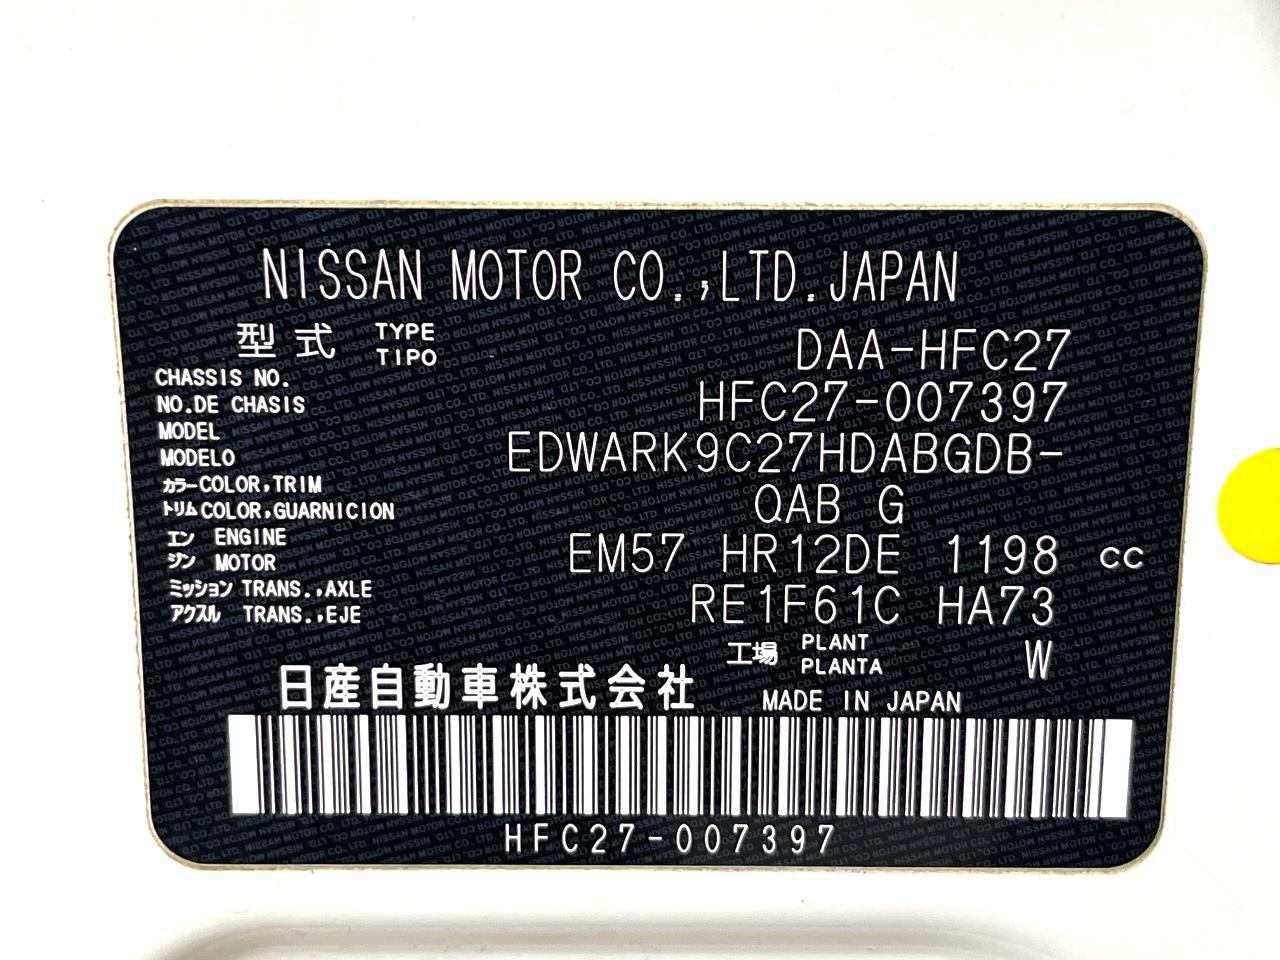 NISSAN MOTOR CO.,LTD.JAPAN
型式 TYPE TIPO DAA-HFC27
CHASSIS NO.
NO.DE CHASIS HFC27-007397
MODEL
MODELO EDWARK9C27HDABGDB-
カラー COLOR,TRIM
トリム COLOR,GUARNICION QAB G
エン ENGINE
ジン MOTOR EM57 HR12DE 1198 cc
ミッション TRANS.,AXLE
アクスル TRANS.,EJE RE1F61C HA73
工場 PLANT PLANTA W
日産自動車株式会社 MADE IN JAPAN
HFC27-007397